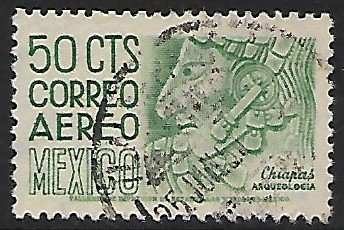 50 CTS
CORREO
AEREO
MEXICO
Chiapas
ARQUEOLOGIA